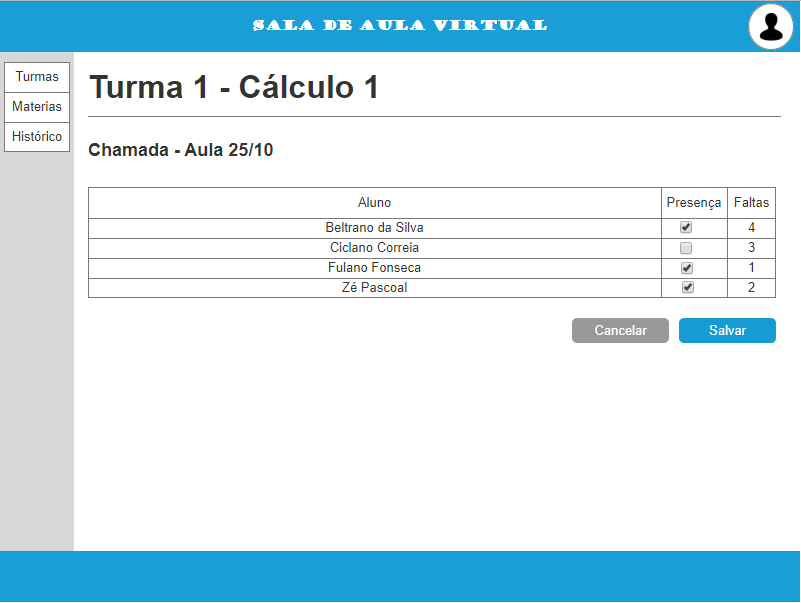 SALA DE AULA VIRTUAL
Turmas
Materias
Histórico
Turma 1 - Cálculo 1
Chamada - Aula 25/10
Aluno Presença Faltas
Beltrano da Silva 4
Ciclano Correia 3
Fulano Fonseca 1
Zé Pascoal 2
Cancelar Salvar